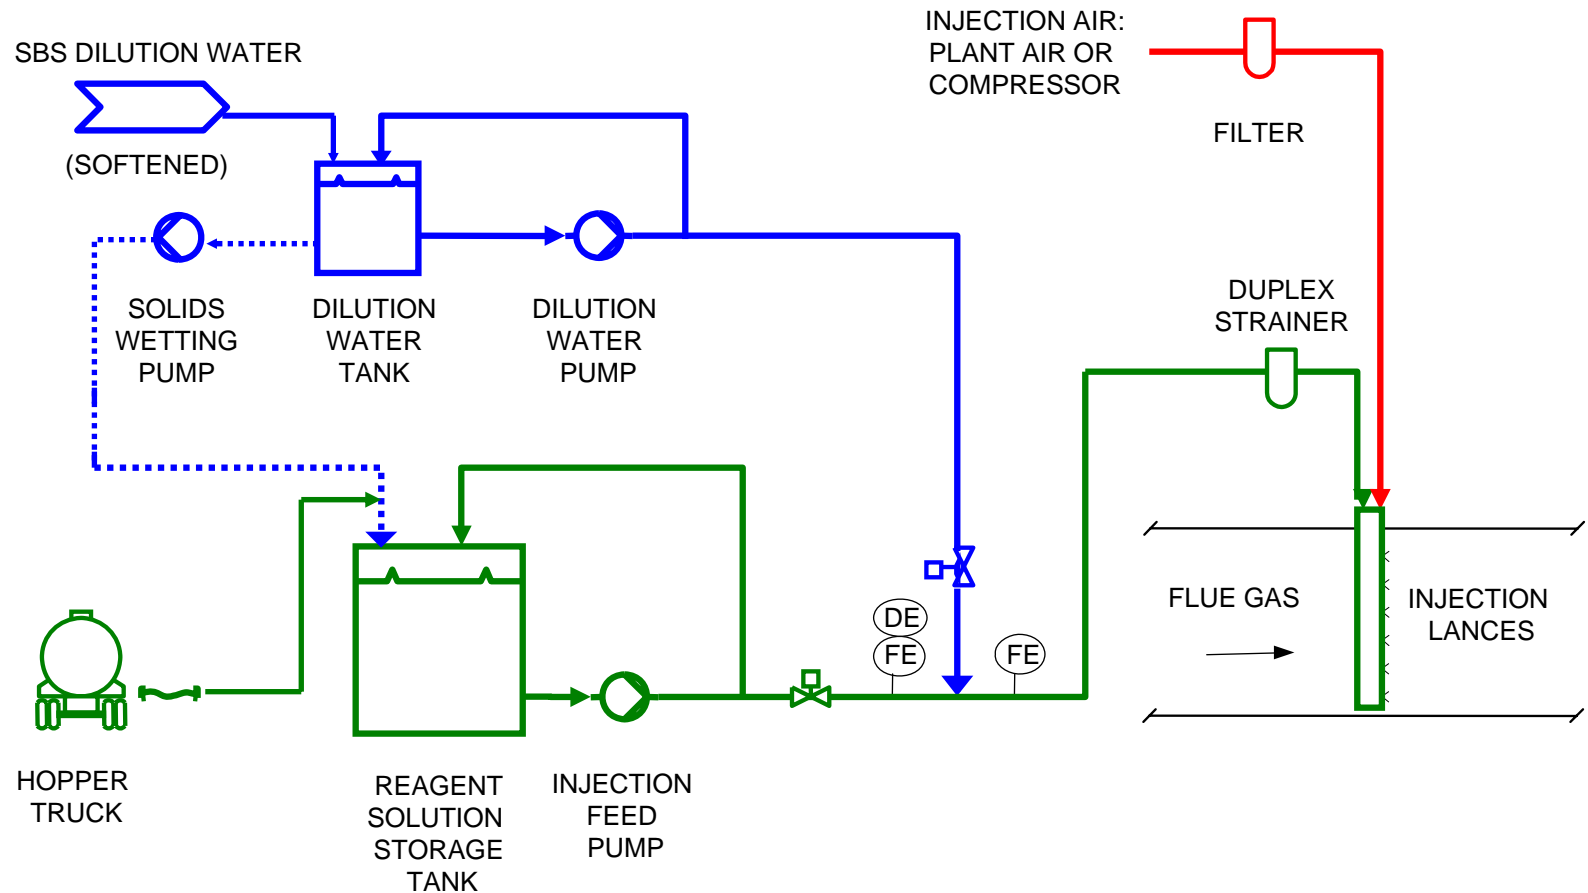 INJECTION AIR:
PLANT AIR OR
COMPRESSOR
SBS DILUTION WATER
(SOFTENED)
FILTER
SOLIDS
WETTING
PUMP
DILUTION
WATER
TANK
DILUTION
WATER
PUMP
DUPLEX
STRAINER
DE
FE
FE
FLUE GAS
INJECTION
LANCES
HOPPER
TRUCK
REAGENT
SOLUTION
STORAGE
TANK
INJECTION
FEED
PUMP